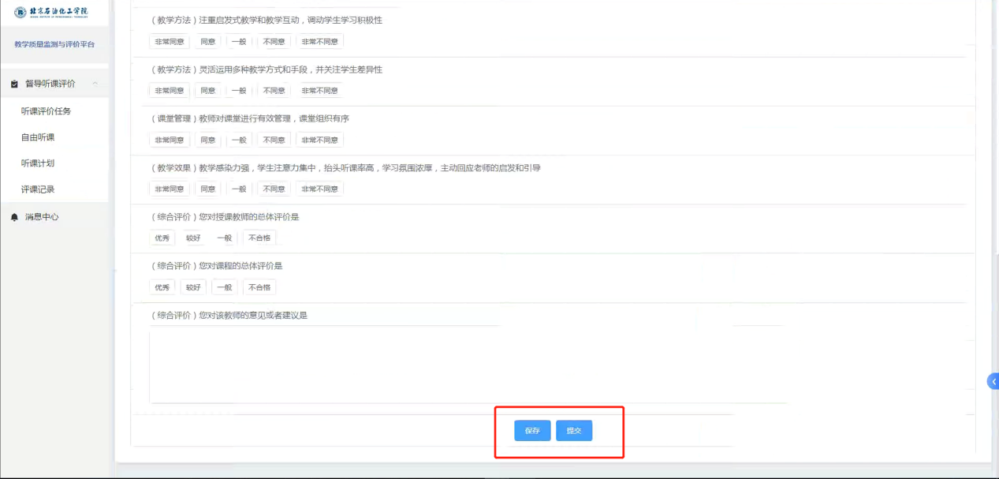 北京石油化工学院
教学质量监测与评价平台
督导听课评价
听课评价任务
自由听课
听课计划
评课记录
消息中心
（教学方法）注重启发式教学和教学互动，调动学生学习积极性
非常同意 同意 一般 不同意 非常不同意
（教学方法）灵活运用多种教学方式和手段，并关注学生差异性
非常同意 同意 一般 不同意 非常不同意
（课堂管理）教师对课堂进行有效管理，课堂组织有序
非常同意 同意 一般 不同意 非常不同意
（教学效果）教学感染力强，学生注意力集中，抬头听课率高，学习氛围浓厚，主动回应老师的启发和引导
非常同意 同意 一般 不同意 非常不同意
（综合评价）您对授课教师的总体评价是
优秀 较好 一般 不合格
（综合评价）您对课程的总体评价是
优秀 较好 一般 不合格
（综合评价）您对该教师的意见或者建议是
保存 提交